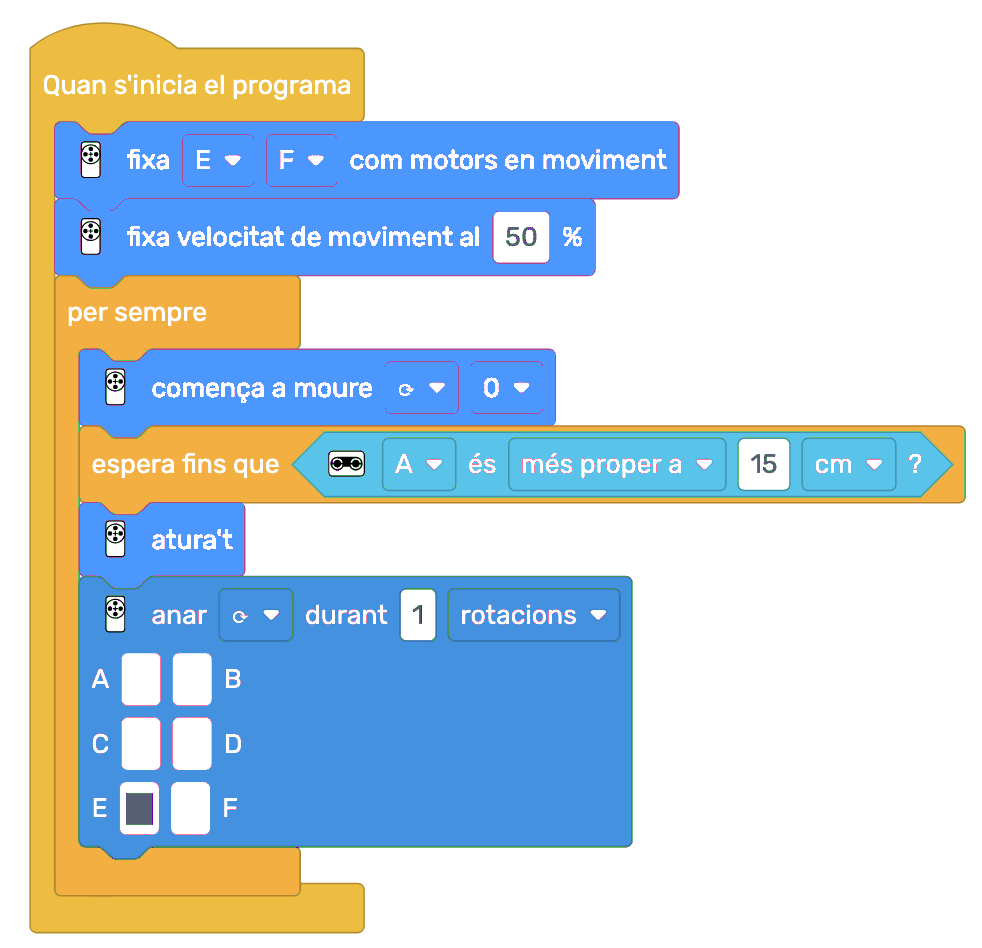 Quan s'inicia el programa
fixa E F com motors en moviment
fixa velocitat de moviment al 50 %
per sempre
comença a moure ⟳ 0
espera fins que A és més proper a 15 cm ?
atura't
anar ⟳ durant 1 rotacions
A B
C D
E F